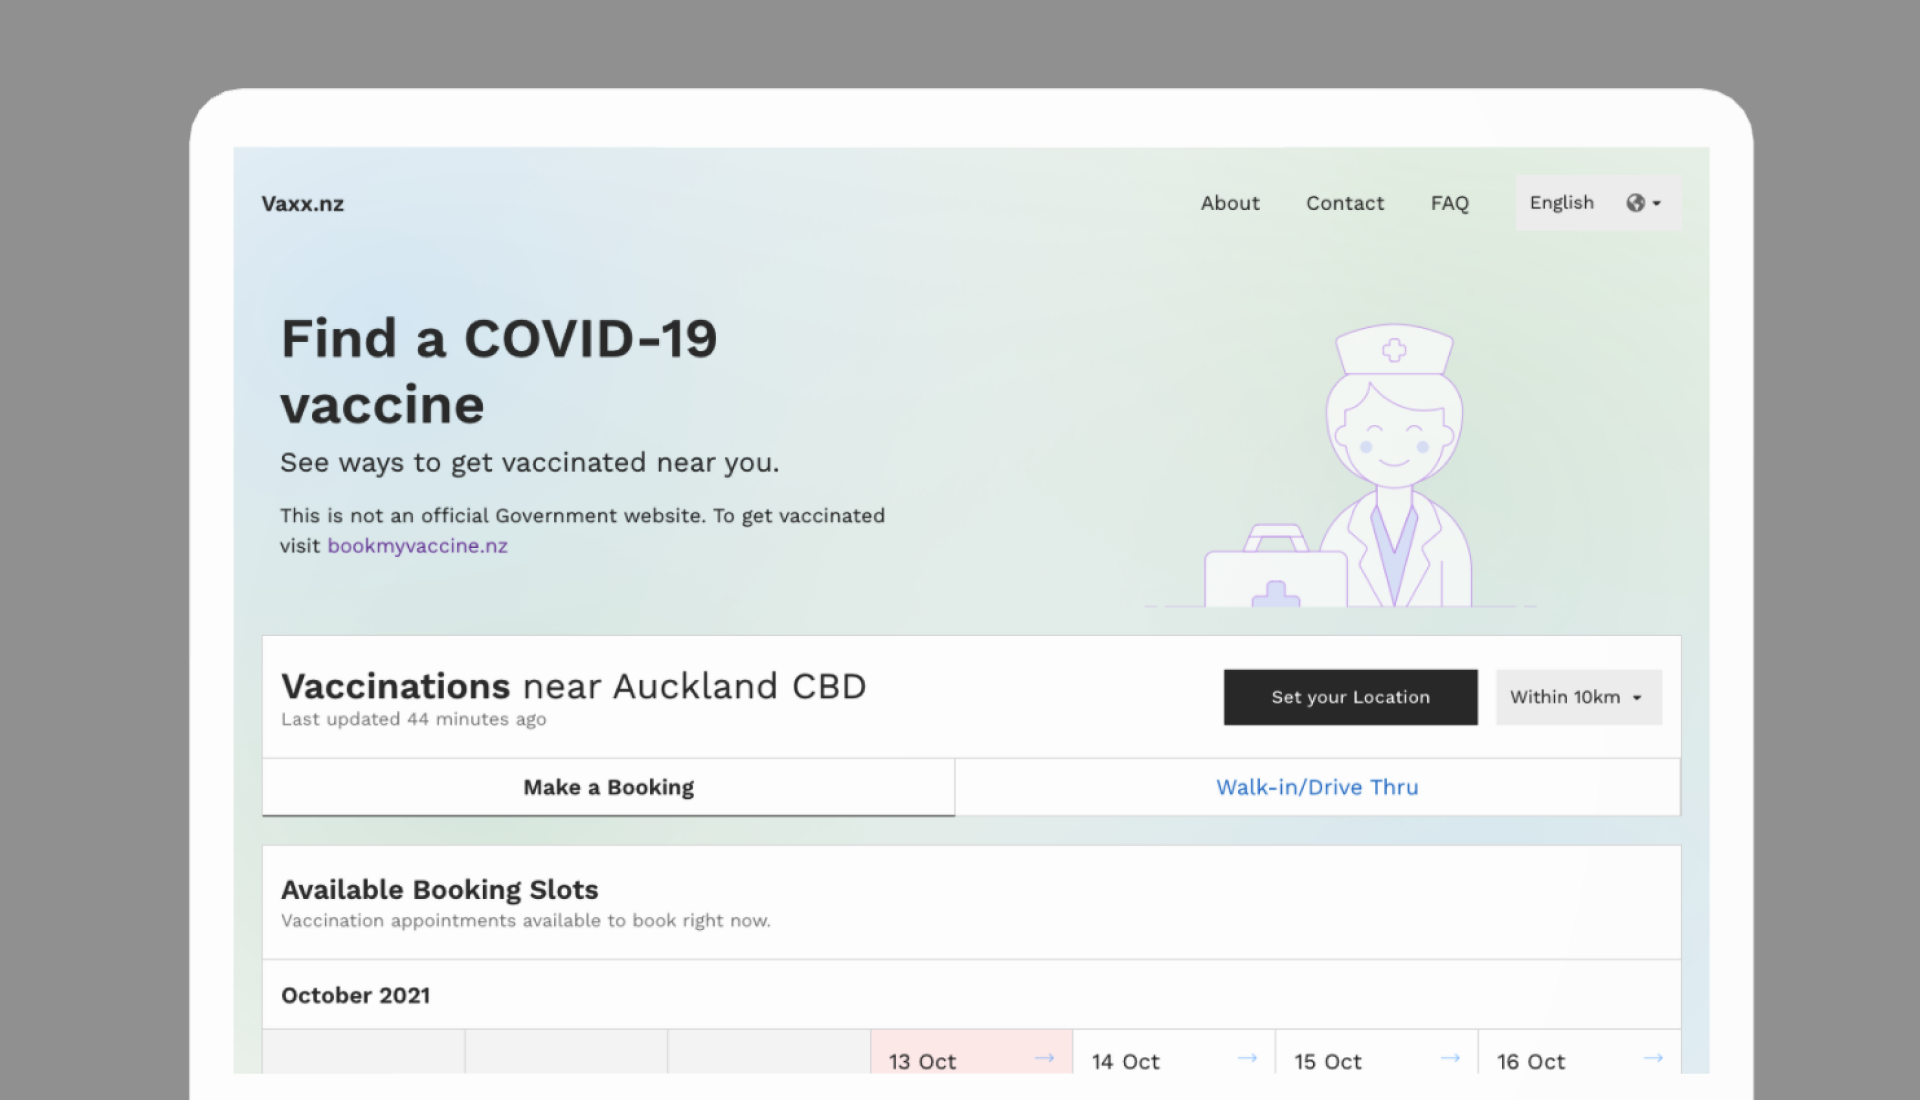 Vaxx.nz
About Contact FAQ English
Find a COVID-19
vaccine
See ways to get vaccinated near you.
This is not an official Government website. To get vaccinated
visit bookmyvaccine.nz
Vaccinations near Auckland CBD
Last updated 44 minutes ago
Set your Location Within 10km
Make a Booking Walk-in/Drive Thru
Available Booking Slots
Vaccination appointments available to book right now.
October 2021
13 Oct → 14 Oct → 15 Oct → 16 Oct →